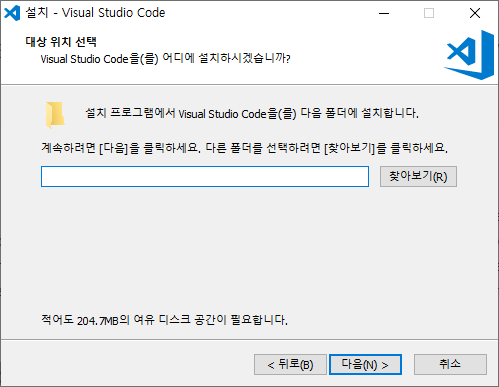 설치 - Visual Studio Code
대상 위치 선택
Visual Studio Code을(를) 어디에 설치하시겠습니까?
설치 프로그램에서 Visual Studio Code을(를) 다음 폴더에 설치합니다.
계속하려면 [다음]을 클릭하세요. 다른 폴더를 선택하려면 [찾아보기]를 클릭하세요.
찾아보기(R)
적어도 204.7MB의 여유 디스크 공간이 필요합니다.
< 뒤로(B) 다음(N) > 취소